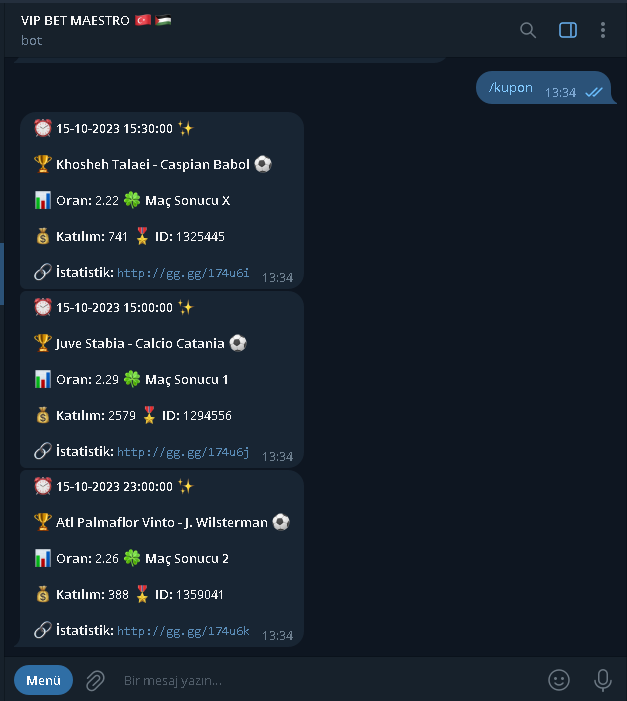 VIP BET MAESTRO 🇹🇷 🇵🇸
bot
/kupon 13:34
⏰ 15-10-2023 15:30:00 ✨
🏆 Khosheh Talaei - Caspian Babol ⚽
📊 Oran: 2.22 🍀 Maç Sonucu X
💰 Katılım: 741 🎖 ID: 1325445
🔗 İstatistik: http://gg.gg/174u6i 13:34
⏰ 15-10-2023 15:00:00 ✨
🏆 Juve Stabia - Calcio Catania ⚽
📊 Oran: 2.29 🍀 Maç Sonucu 1
💰 Katılım: 2579 🎖 ID: 1294556
🔗 İstatistik: http://gg.gg/174u6j 13:34
⏰ 15-10-2023 23:00:00 ✨
🏆 Atl Palmaflor Vinto - J. Wilsterman ⚽
📊 Oran: 2.26 🍀 Maç Sonucu 2
💰 Katılım: 388 🎖 ID: 1359041
🔗 İstatistik: http://gg.gg/174u6k 13:34
Menü Bir mesaj yazın...